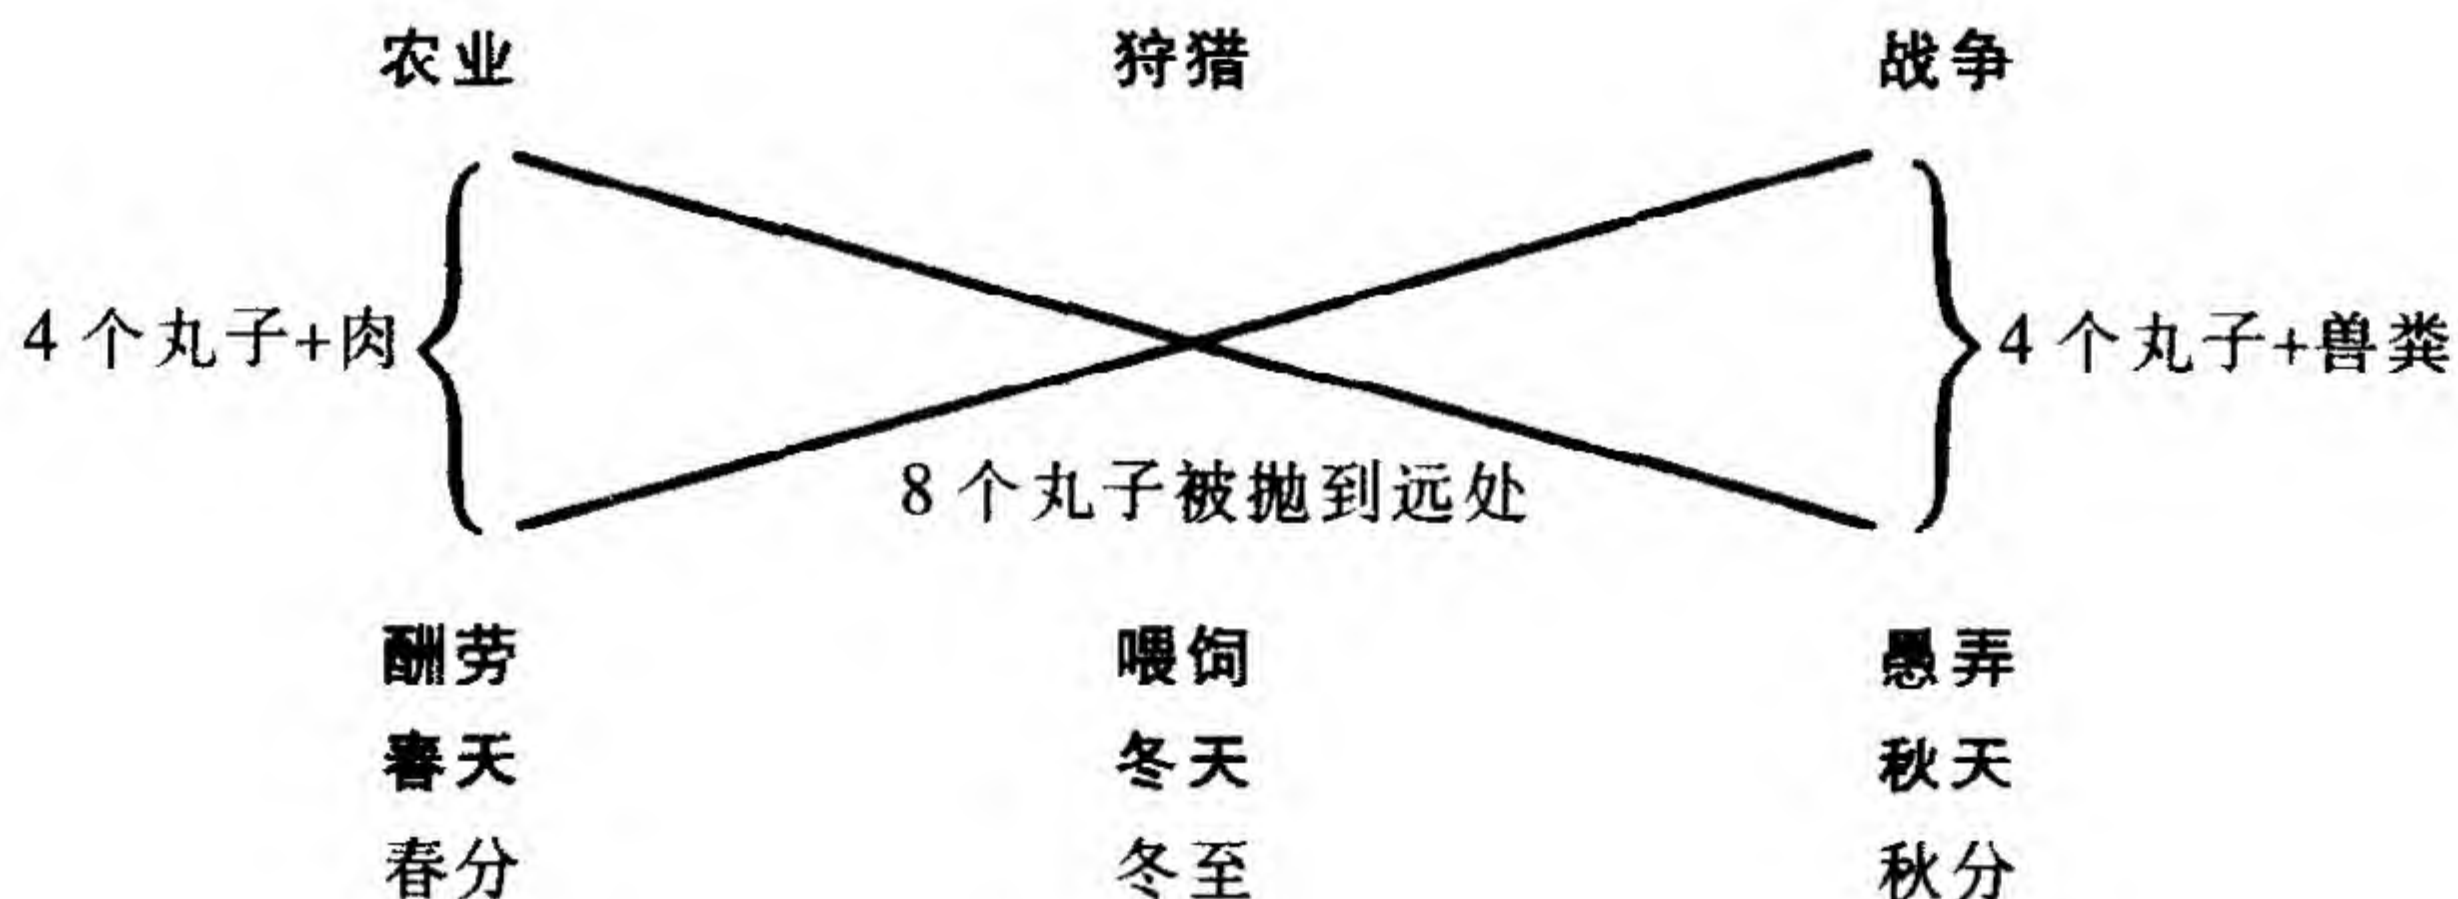 农业 狩猎 战争
4 个丸子+肉 4 个丸子+兽粪
8 个丸子被抛到远处
酬劳 喂饲 愚弄
春天 冬天 秋天
春分 冬至 秋分